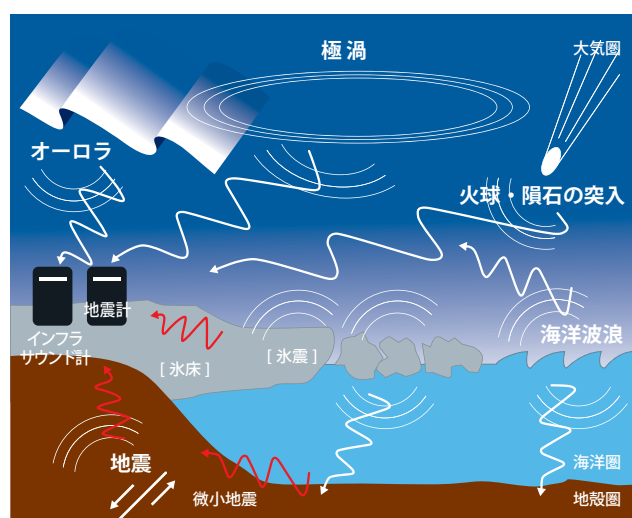 極渦
大気圏
オーロラ
火球・隕石の突入
地震計
インフラ
サウンド計
海洋波浪
[ 氷震 ]
[ 氷床 ]
地震
海洋圏
微小地震
地殻圏